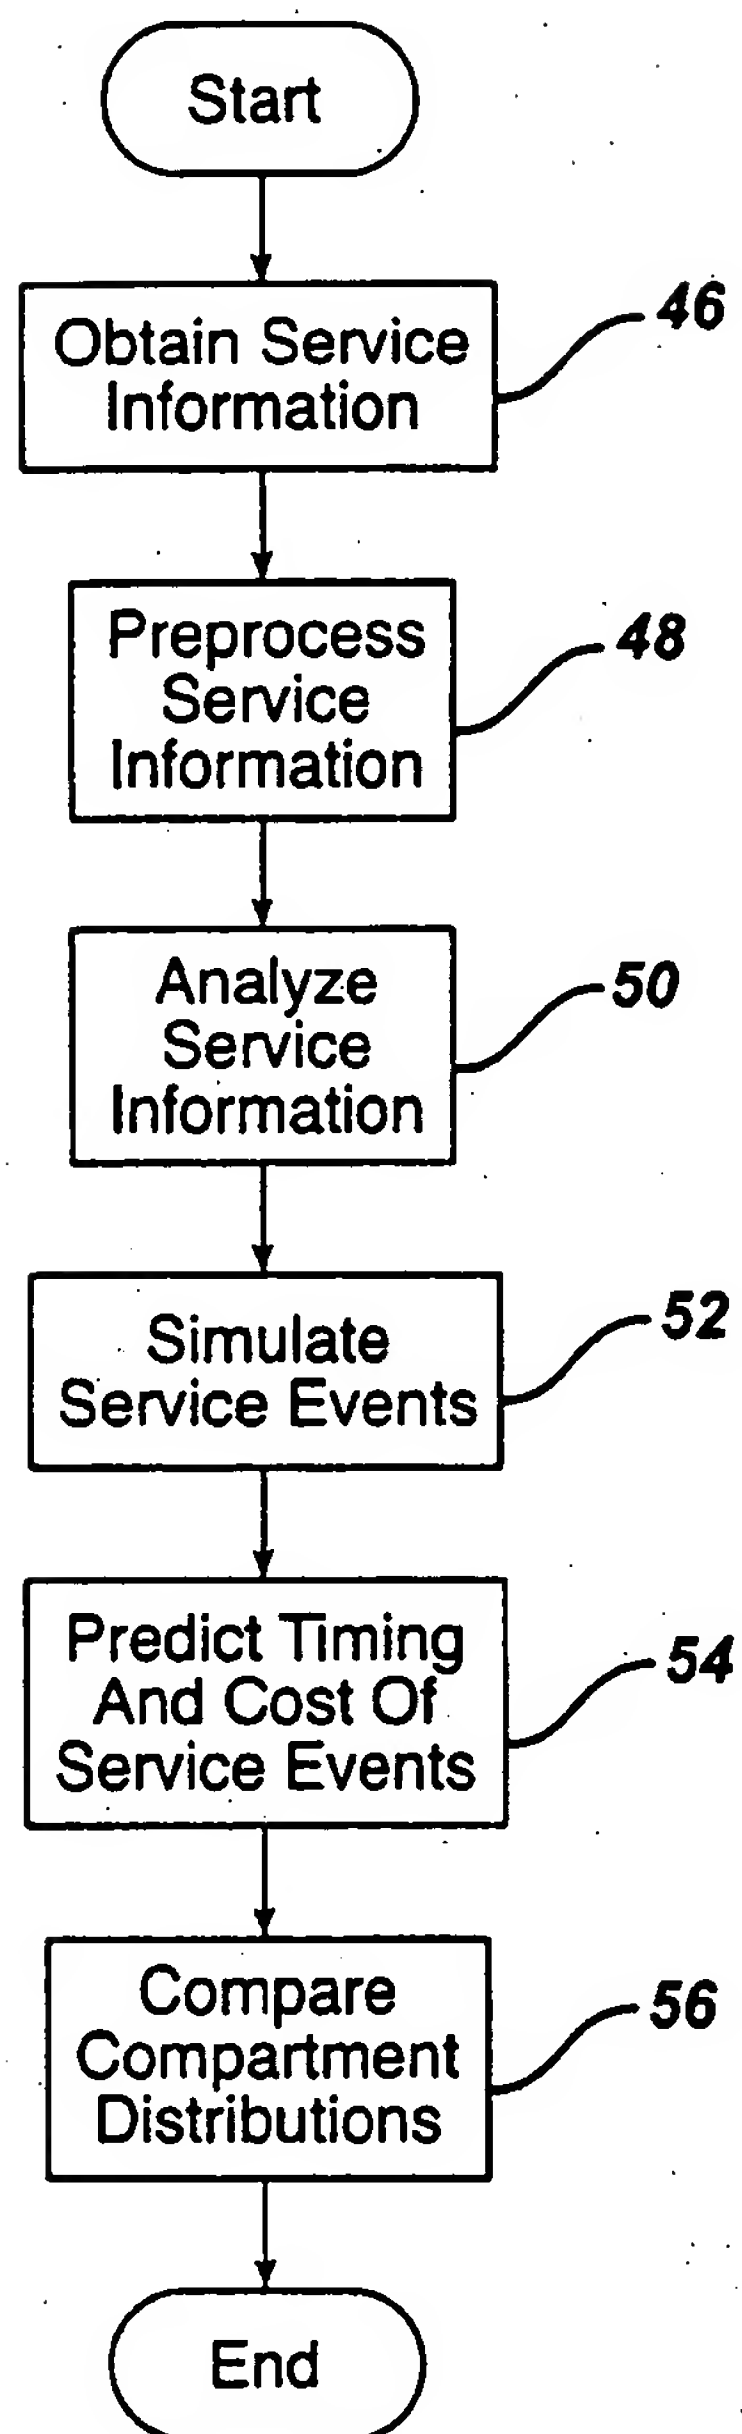 Start
Obtain Service
Information
46
Preprocess
Service
Information
48
Analyze
Service
Information
50
Simulate
Service Events
52
Predict Timing
And Cost Of
Service Events
54
Compare
Compartment
Distributions
56
End